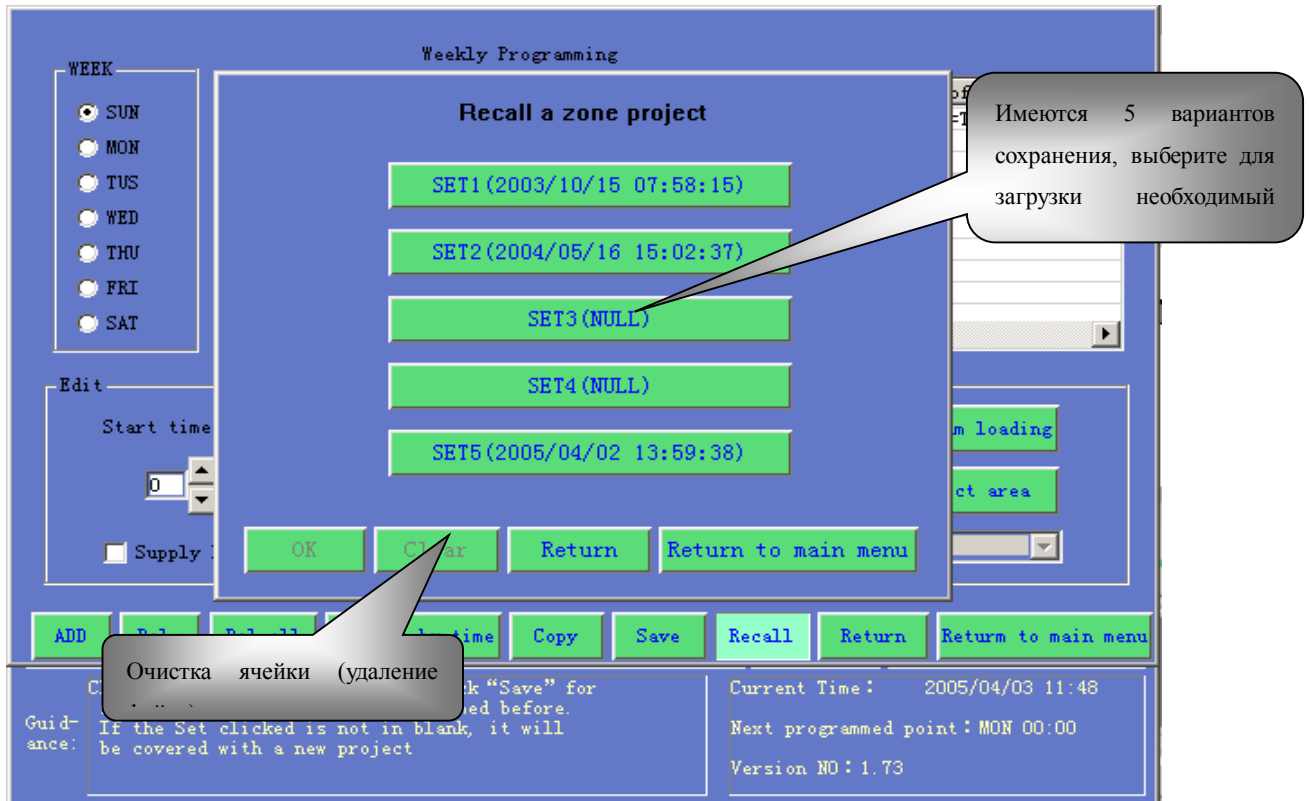 Weekly Programming
WEEK
SUN
MON
TUS
WED
THU
FRI
SAT
Recall a zone project
SET1(2003/10/15 07:58:15)
SET2(2004/05/16 15:02:37)
SET3(NULL)
SET4(NULL)
SET5(2005/04/02 13:59:38)
OK Clear Return Return to main menu
Имеются 5 вариантов
сохранения, выберите для
загрузки необходимый
Edit
Start time
0
Supply
loading
area
ADD time Copy Save Recall Return Returm to main menu
Очистка ячейки (удаление
“Save” for
before.
Guid-
ance:
If the Set clicked is not in blank, it will
be covered with a new project
Current Time: 2005/04/03 11:48
Next programmed point: MON 00:00
Version NO: 1.73